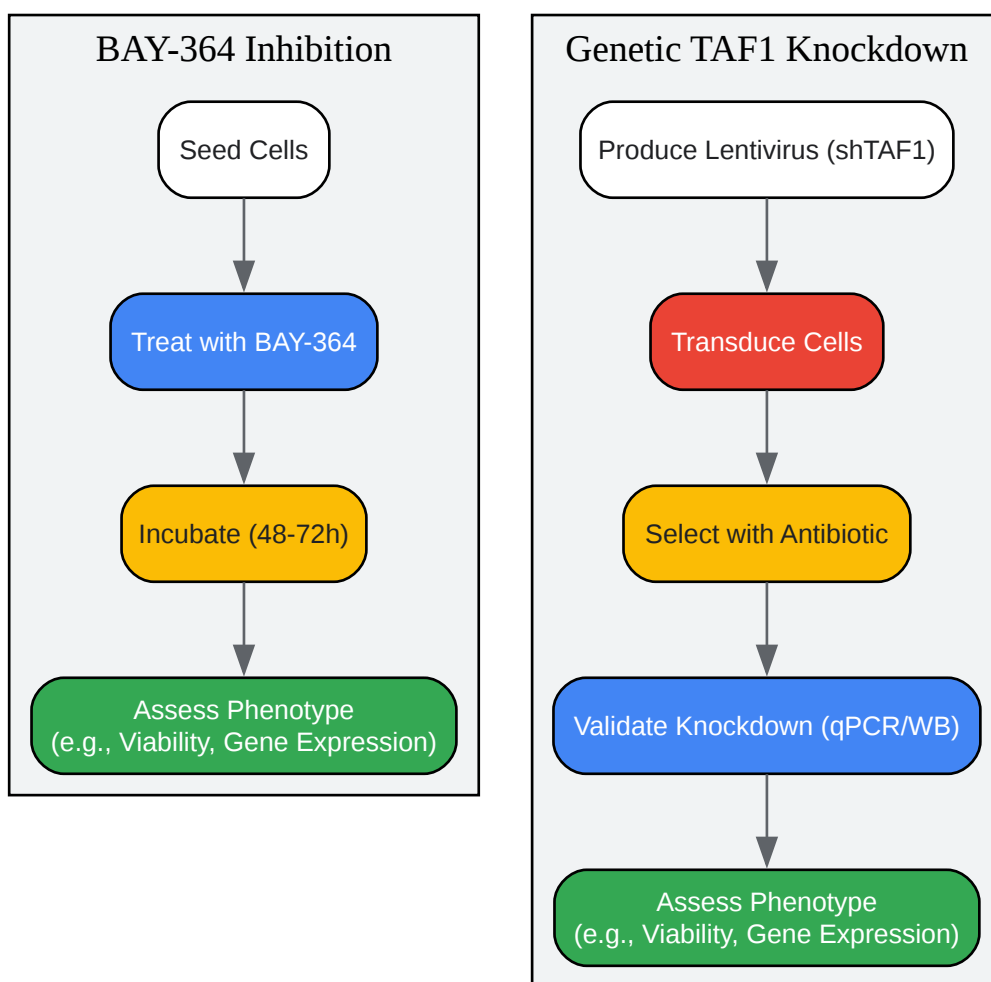 BAY-364 Inhibition
Seed Cells
Treat with BAY-364
Incubate (48-72h)
Assess Phenotype
(e.g., Viability, Gene Expression)
Genetic TAF1 Knockdown
Produce Lentivirus (shTAF1)
Transduce Cells
Select with Antibiotic
Validate Knockdown (qPCR/WB)
Assess Phenotype
(e.g., Viability, Gene Expression)